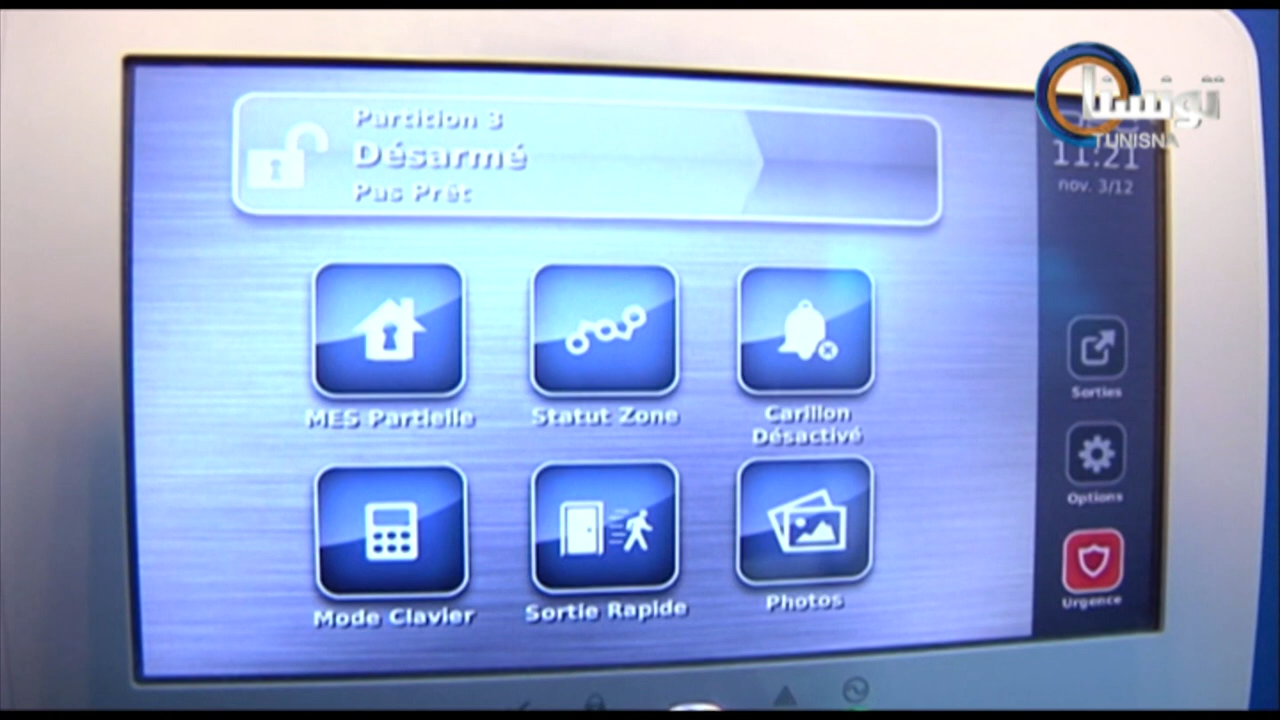 Partition 3
Désarmé
Pas Prêt
تونسنا
TUNISNA
11:21
nov. 3/12
MES Partielle
Statut Zone
Carillon
Désactivé
Mode Clavier
Sortie Rapide
Photos
Sorties
Options
Urgence